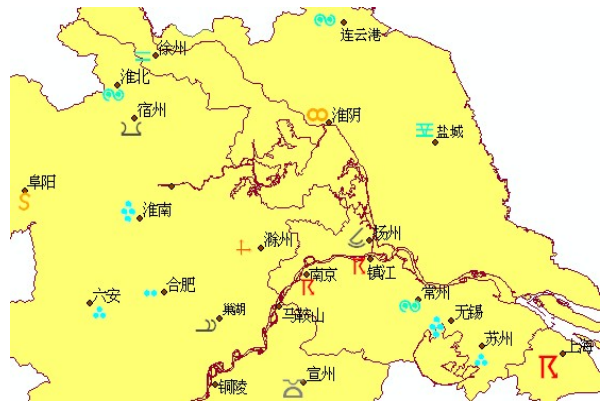 连云港
徐州
淮北
宿州
淮阴
盐城
阜阳
淮南
滁州
扬州
镇江
南京
合肥
六安
巢湖
马鞍山
常州
无锡
苏州
上海
铜陵
宣州